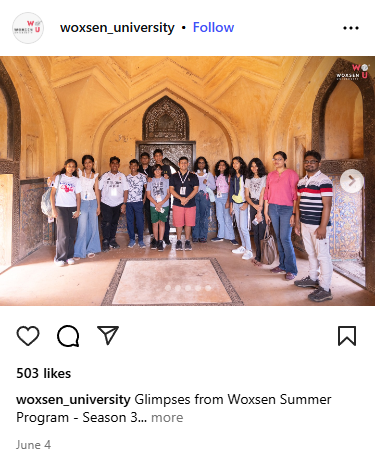 woxsen_university • Follow
WOXSEN
UNIVERSITY
W
U
503 likes
woxsen_university Glimpses from Woxsen Summer
Program - Season 3... more
June 4